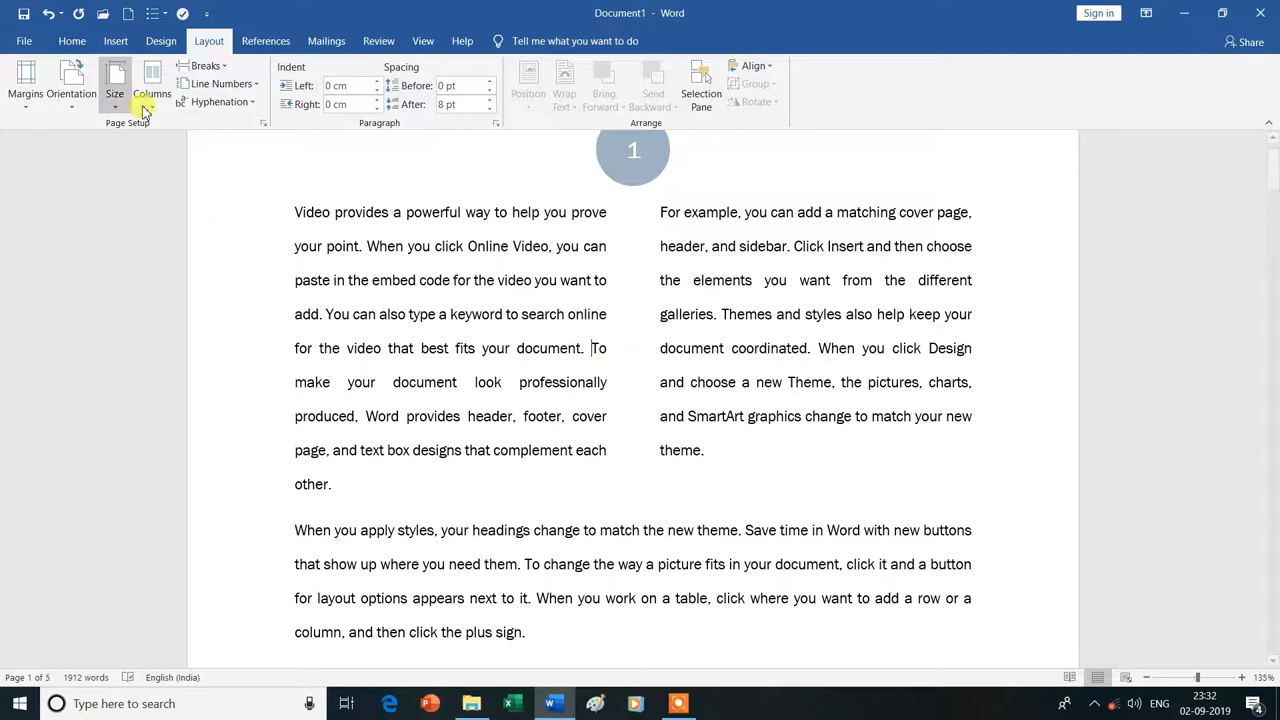 Document1 - Word
Sign in
File Home Insert Design Layout References Mailings Review View Help Tell me what you want to do Share
Margins Orientation Size Columns
Breaks
Line Numbers
Hyphenation
Page Setup
Indent Spacing
Left: 0 cm Before: 0 pt
Right: 0 cm After: 8 pt
Paragraph
Position Wrap Text Bring Forward Send Backward Selection Pane
Align
Group
Rotate
Arrange
1
Video provides a powerful way to help you prove
your point. When you click Online Video, you can
paste in the embed code for the video you want to
add. You can also type a keyword to search online
for the video that best fits your document. To
make your document look professionally
produced, Word provides header, footer, cover
page, and text box designs that complement each
other.
For example, you can add a matching cover page,
header, and sidebar. Click Insert and then choose
the elements you want from the different
galleries. Themes and styles also help keep your
document coordinated. When you click Design
and choose a new Theme, the pictures, charts,
and SmartArt graphics change to match your new
theme.
When you apply styles, your headings change to match the new theme. Save time in Word with new buttons
that show up where you need them. To change the way a picture fits in your document, click it and a button
for layout options appears next to it. When you work on a table, click where you want to add a row or a
column, and then click the plus sign.
Page 1 of 5 1912 words English (India) 135%
Type here to search
ENG
23:32
02-09-2019
4